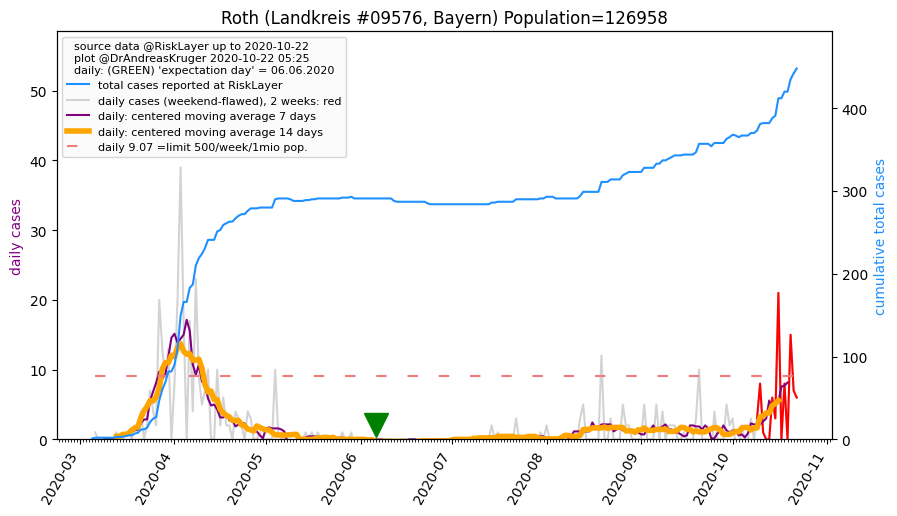 Roth (Landkreis #09576, Bayern) Population=126958
source data @RiskLayer up to 2020-10-22
plot @DrAndreasKruger 2020-10-22 05:25
daily: (GREEN) 'expectation day' = 06.06.2020
total cases reported at RiskLayer
daily cases (weekend-flawed), 2 weeks: red
daily: centered moving average 7 days
daily: centered moving average 14 days
daily 9.07 =limit 500/week/1mio pop.
daily cases
50
40
30
20
10
0
cumulative total cases
400
300
200
100
0
2020-03
2020-04
2020-05
2020-06
2020-07
2020-08
2020-09
2020-10
2020-11